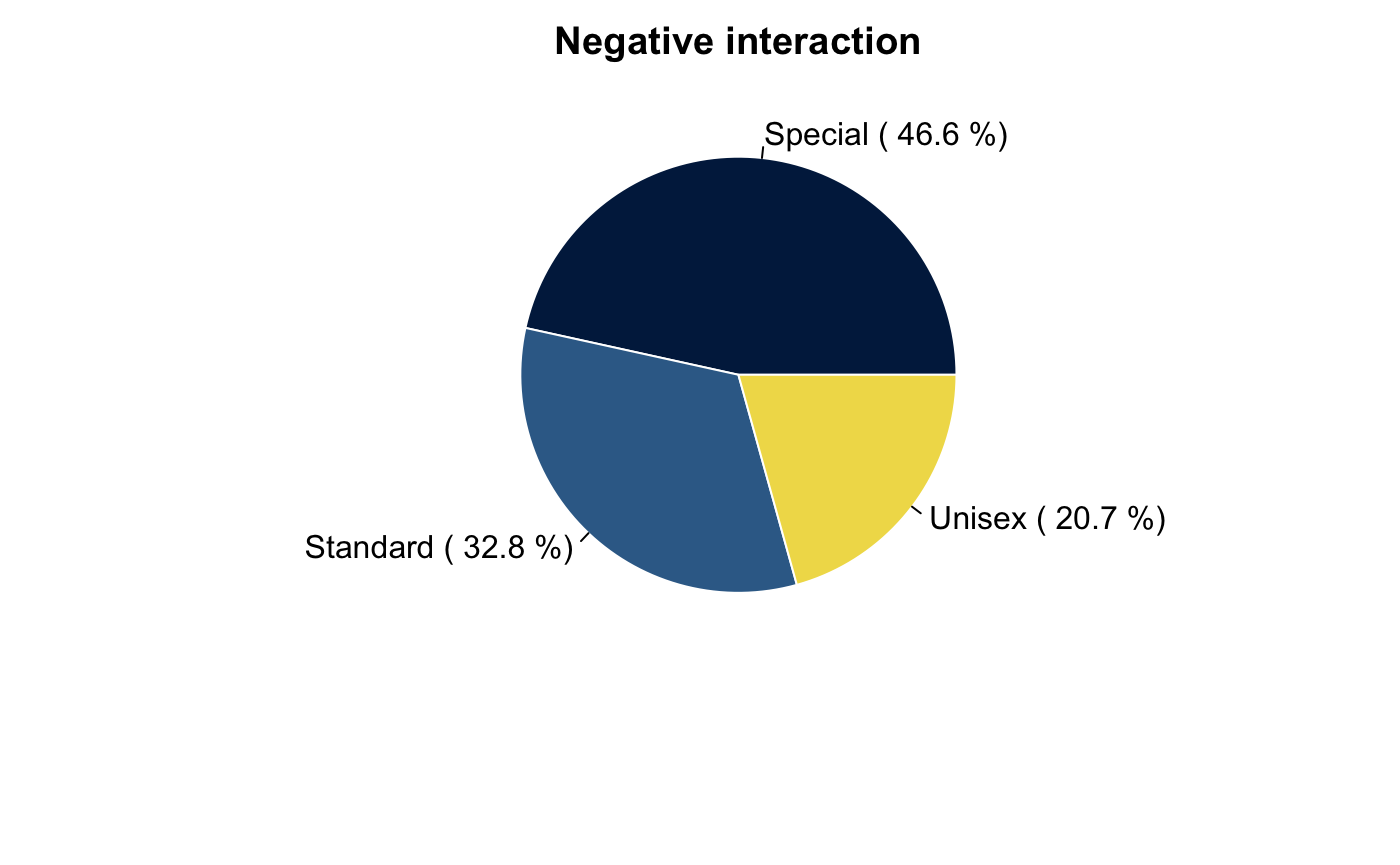 Negative interaction
Special ( 46.6 %)
Standard ( 32.8 %)
Unisex ( 20.7 %)